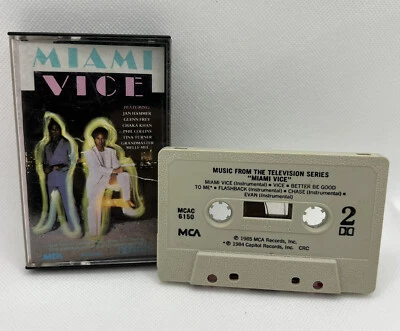 MIAMI
VICE
FEATURING:
JAN HAMMER
GLENN FREY
CHAKA KHAN
PHIL COLLINS
TINA TURNER
GRANDMASTER
MELLE MEL
MCA
MUSIC FROM THE TELEVISION SERIES
"MIAMI VICE"
MIAMI VICE (Instrumental) • VICE • BETTER BE GOOD
TO ME* • FLASHBACK (Instrumental) • CHASE (Instrumental) •
EVAN (Instrumental)
MCAC
6150
2
MCA
℗ 1985 MCA Records, Inc.
*℗ 1984 Capitol Records, Inc. CRC